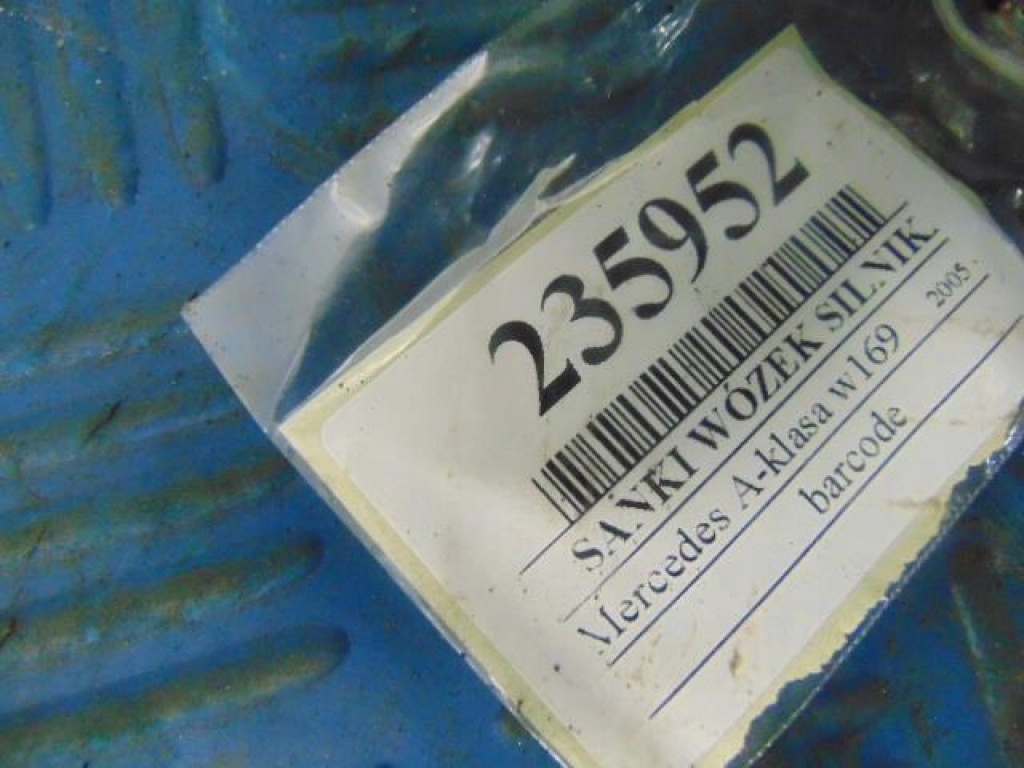 235952
SANKI WÓZEK SILNIK.
Mercedes A-klasa w169 2005-
barcode